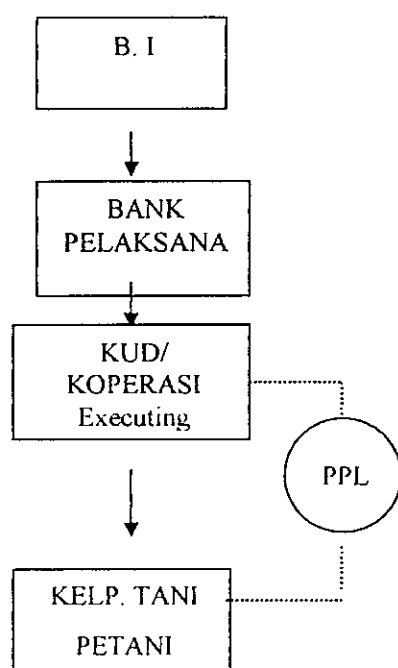 B. I
BANK
PELAKSANA
KUD/
KOPERASI
Executing
PPL
KELP. TANI
PETANI